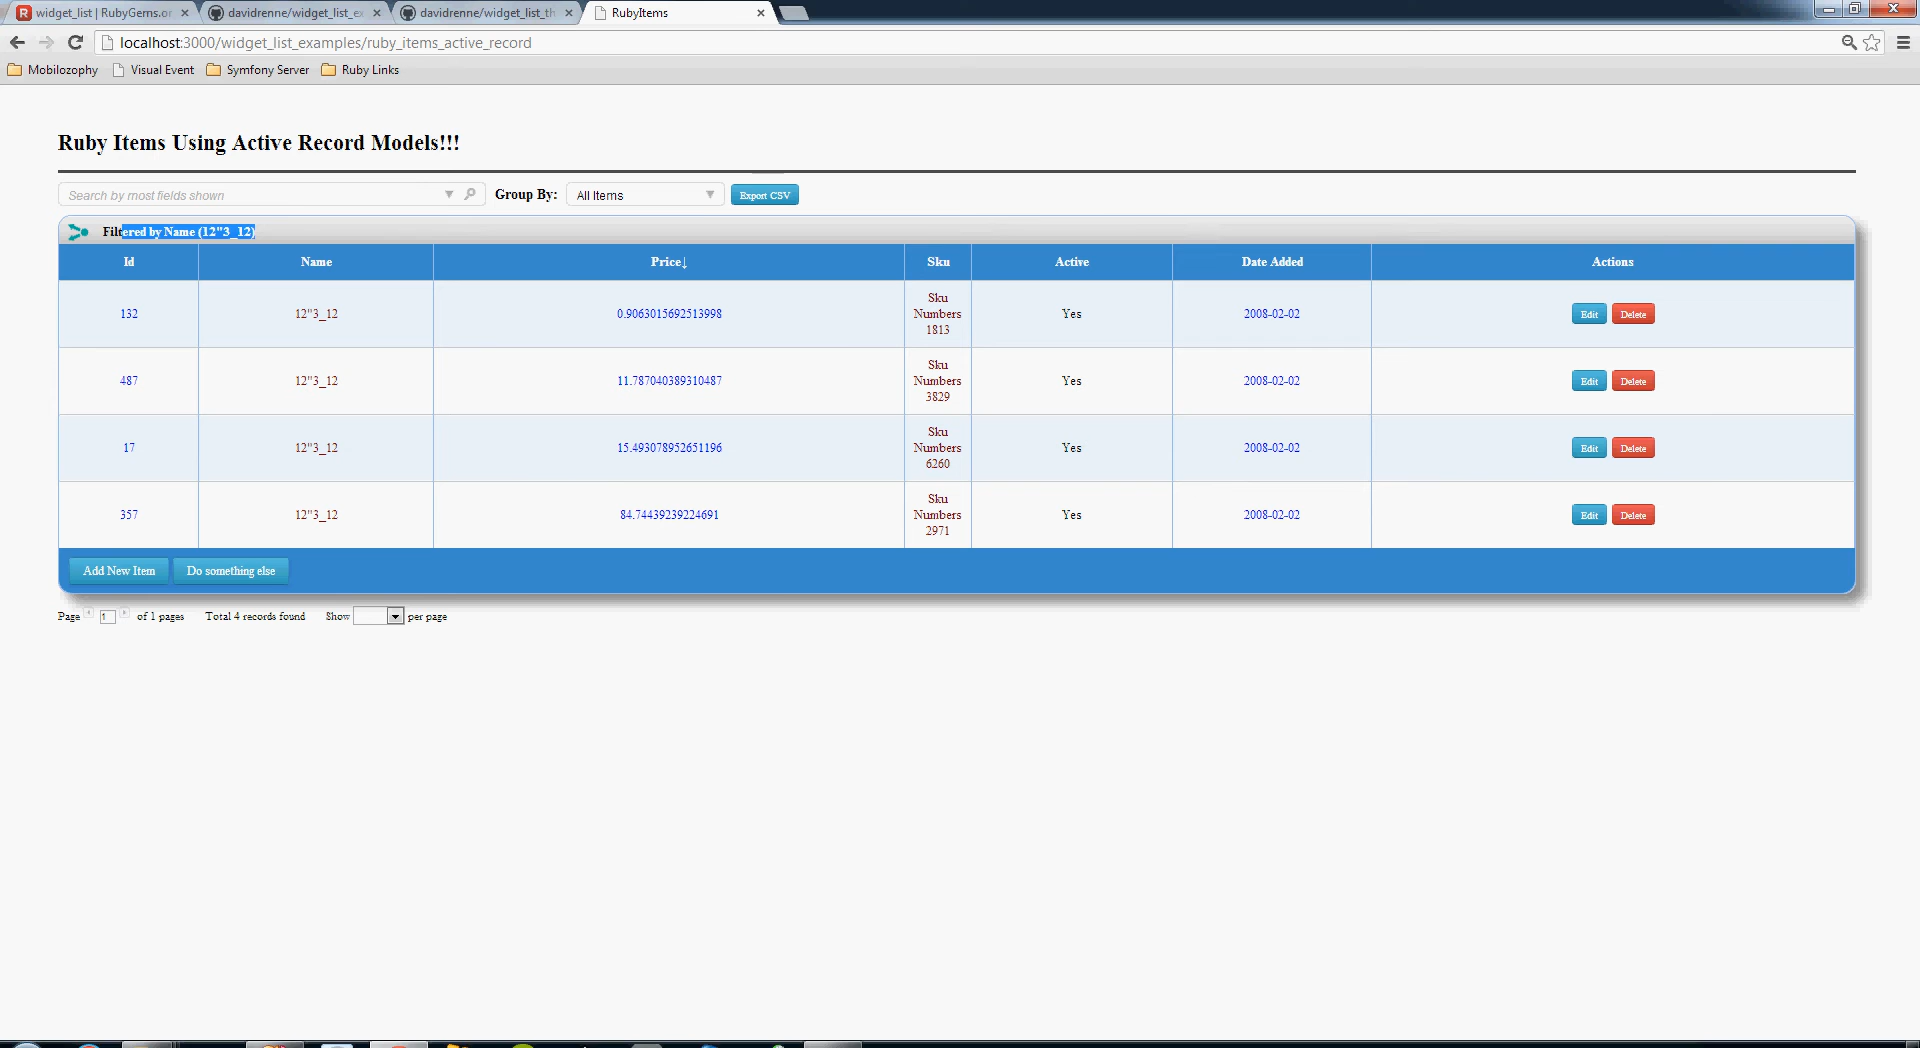 widget_list | RubyGems.or
davidrenne/widget_list_ex
davidrenne/widget_list_th
RubyItems
localhost:3000/widget_list_examples/ruby_items_active_record
Mobilozophy Visual Event Symfony Server Ruby Links
Ruby Items Using Active Record Models!!!
Search by most fields shown Group By: All Items Export CSV
Filtered by Name (12"3_12)
Id Name Price↓ Sku Active Date Added Actions
132 12"3_12 0.9063015692513998 Sku Numbers 1813 Yes 2008-02-02 Edit Delete
487 12"3_12 11.787040389310487 Sku Numbers 3829 Yes 2008-02-02 Edit Delete
17 12"3_12 15.493078952651196 Sku Numbers 6260 Yes 2008-02-02 Edit Delete
357 12"3_12 84.74439239224691 Sku Numbers 2971 Yes 2008-02-02 Edit Delete
Add New Item Do something else
Page 1 of 1 pages Total 4 records found Show per page